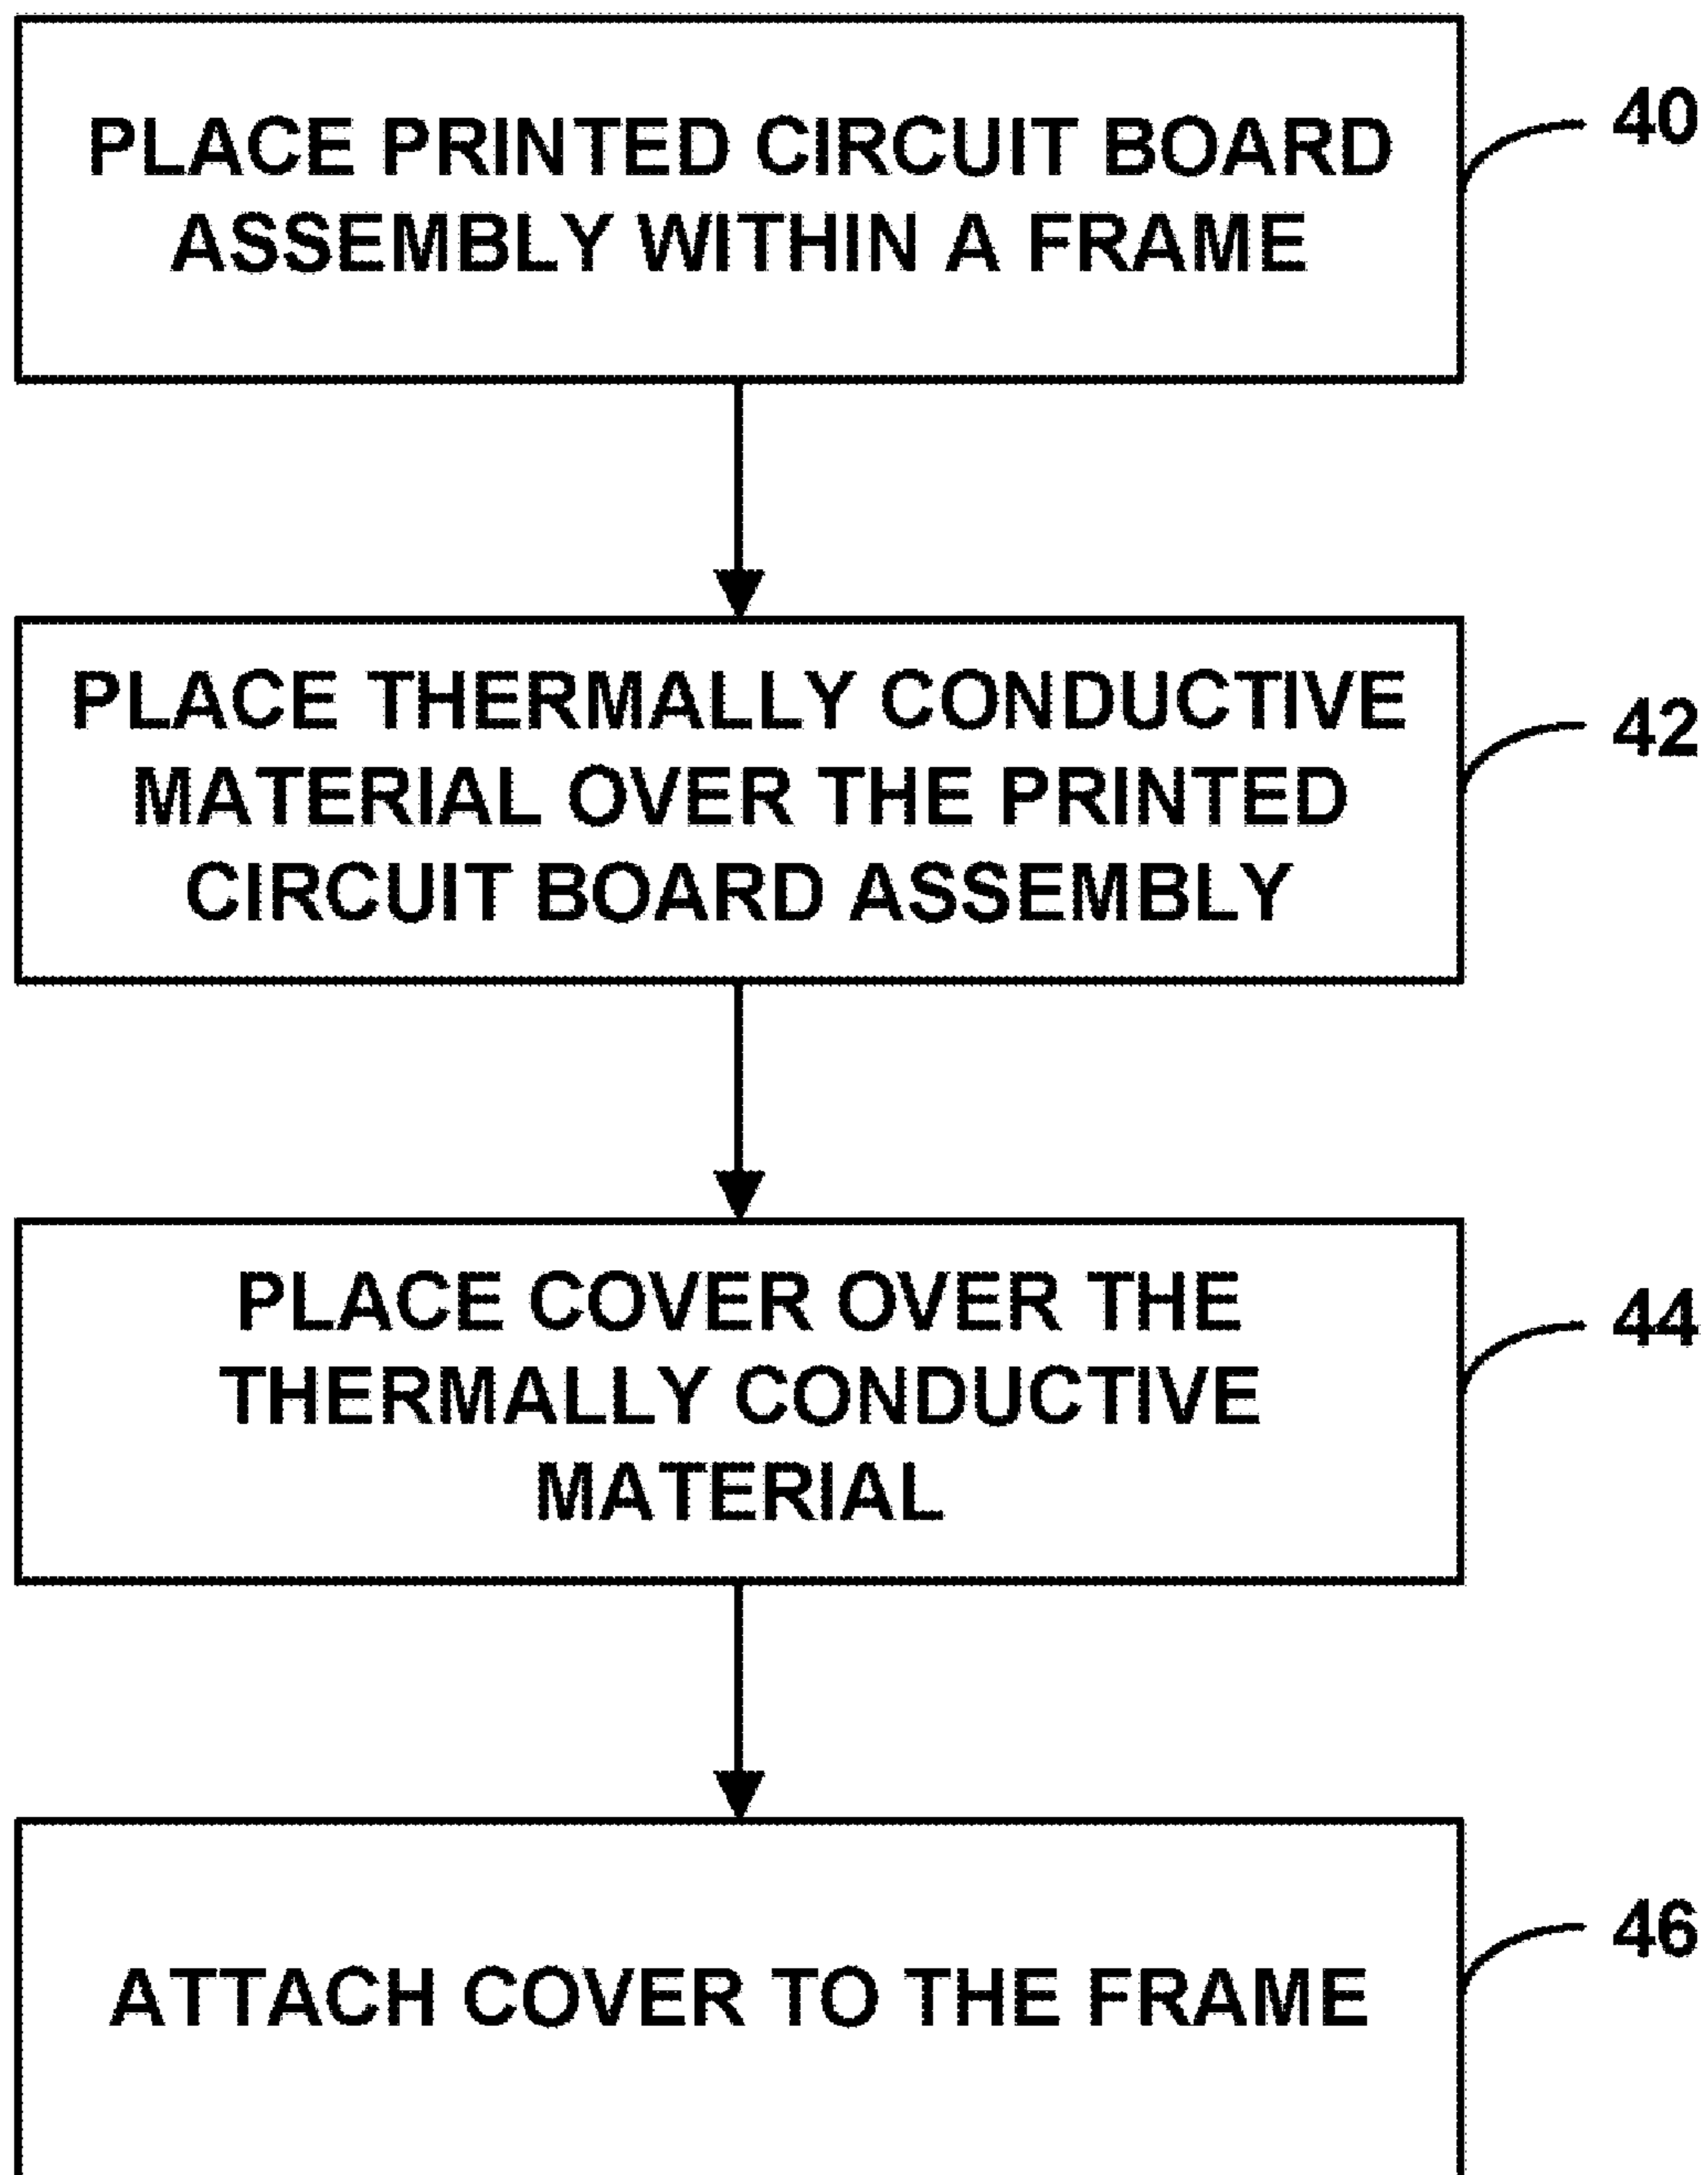 PLACE PRINTED CIRCUIT BOARD
ASSEMBLY WITHIN A FRAME
40
PLACE THERMALLY CONDUCTIVE
MATERIAL OVER THE PRINTED
CIRCUIT BOARD ASSEMBLY
42
PLACE COVER OVER THE
THERMALLY CONDUCTIVE
MATERIAL
44
ATTACH COVER TO THE FRAME
46